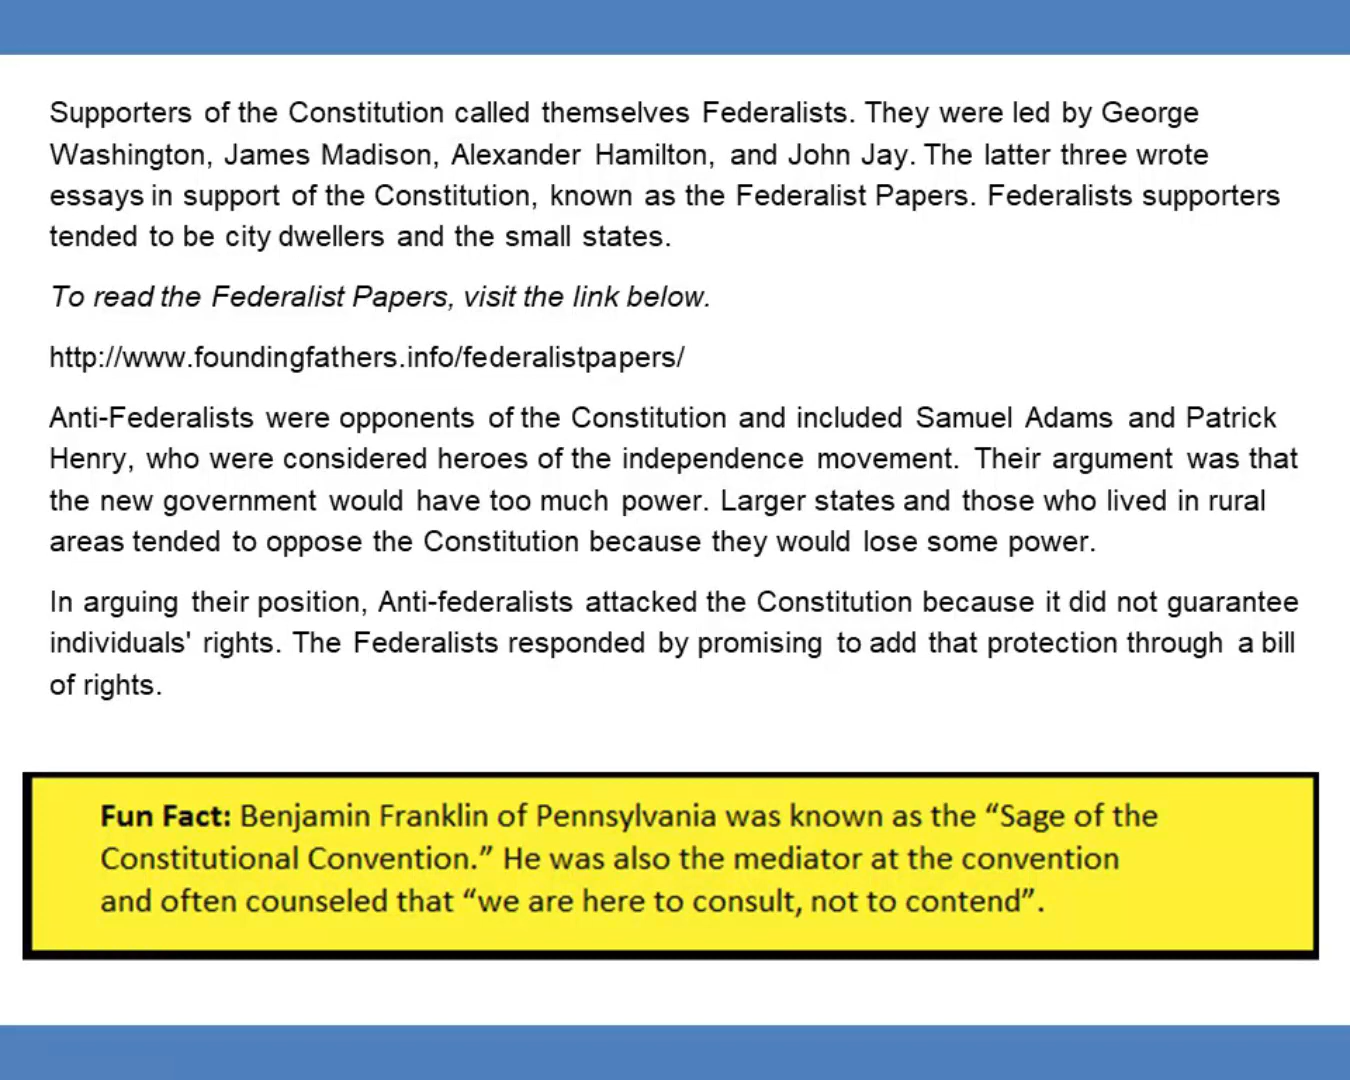 Supporters of the Constitution called themselves Federalists. They were led by George
Washington, James Madison, Alexander Hamilton, and John Jay. The latter three wrote
essays in support of the Constitution, known as the Federalist Papers. Federalists supporters
tended to be city dwellers and the small states.
To read the Federalist Papers, visit the link below.
http://www.foundingfathers.info/federalistpapers/
Anti-Federalists were opponents of the Constitution and included Samuel Adams and Patrick
Henry, who were considered heroes of the independence movement. Their argument was that
the new government would have too much power. Larger states and those who lived in rural
areas tended to oppose the Constitution because they would lose some power.
In arguing their position, Anti-federalists attacked the Constitution because it did not guarantee
individuals' rights. The Federalists responded by promising to add that protection through a bill
of rights.
Fun Fact: Benjamin Franklin of Pennsylvania was known as the “Sage of the
Constitutional Convention.” He was also the mediator at the convention
and often counseled that “we are here to consult, not to contend”.